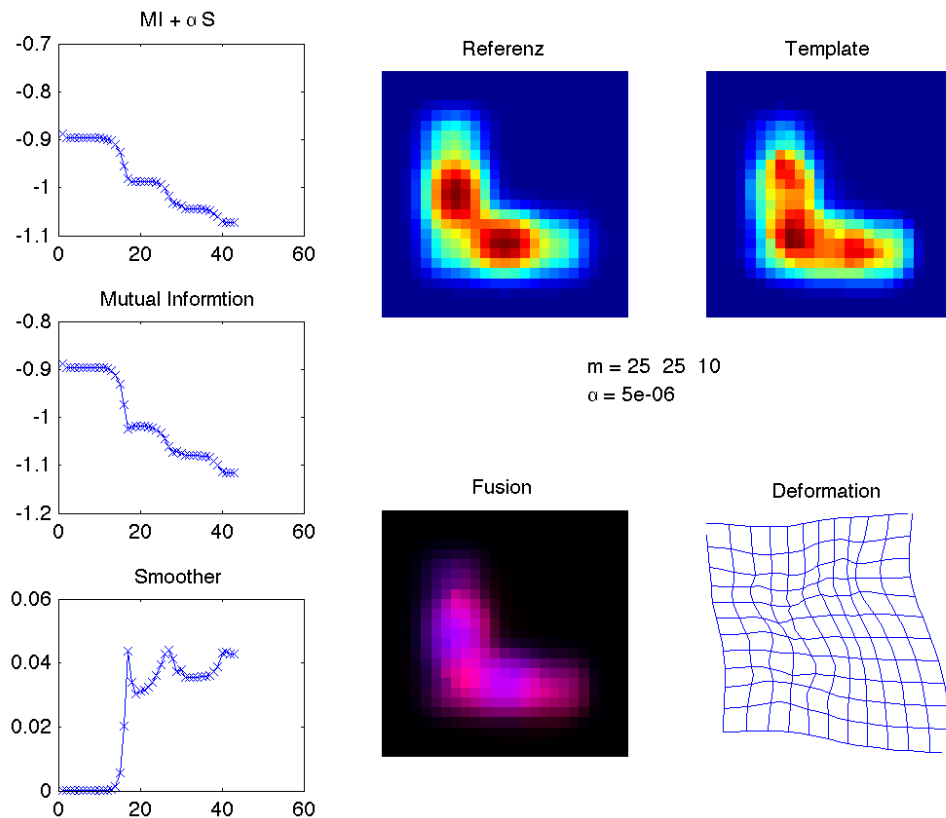 MI + α S
-0.7
-0.8
-0.9
-1
-1.1
0 20 40 60
Mutual Informtion
-0.8
-0.9
-1
-1.1
-1.2
0 20 40 60
Smoother
0.06
0.04
0.02
0
0 20 40 60
Referenz
Template
m = 25 25 10
α = 5e-06
Fusion
Deformation